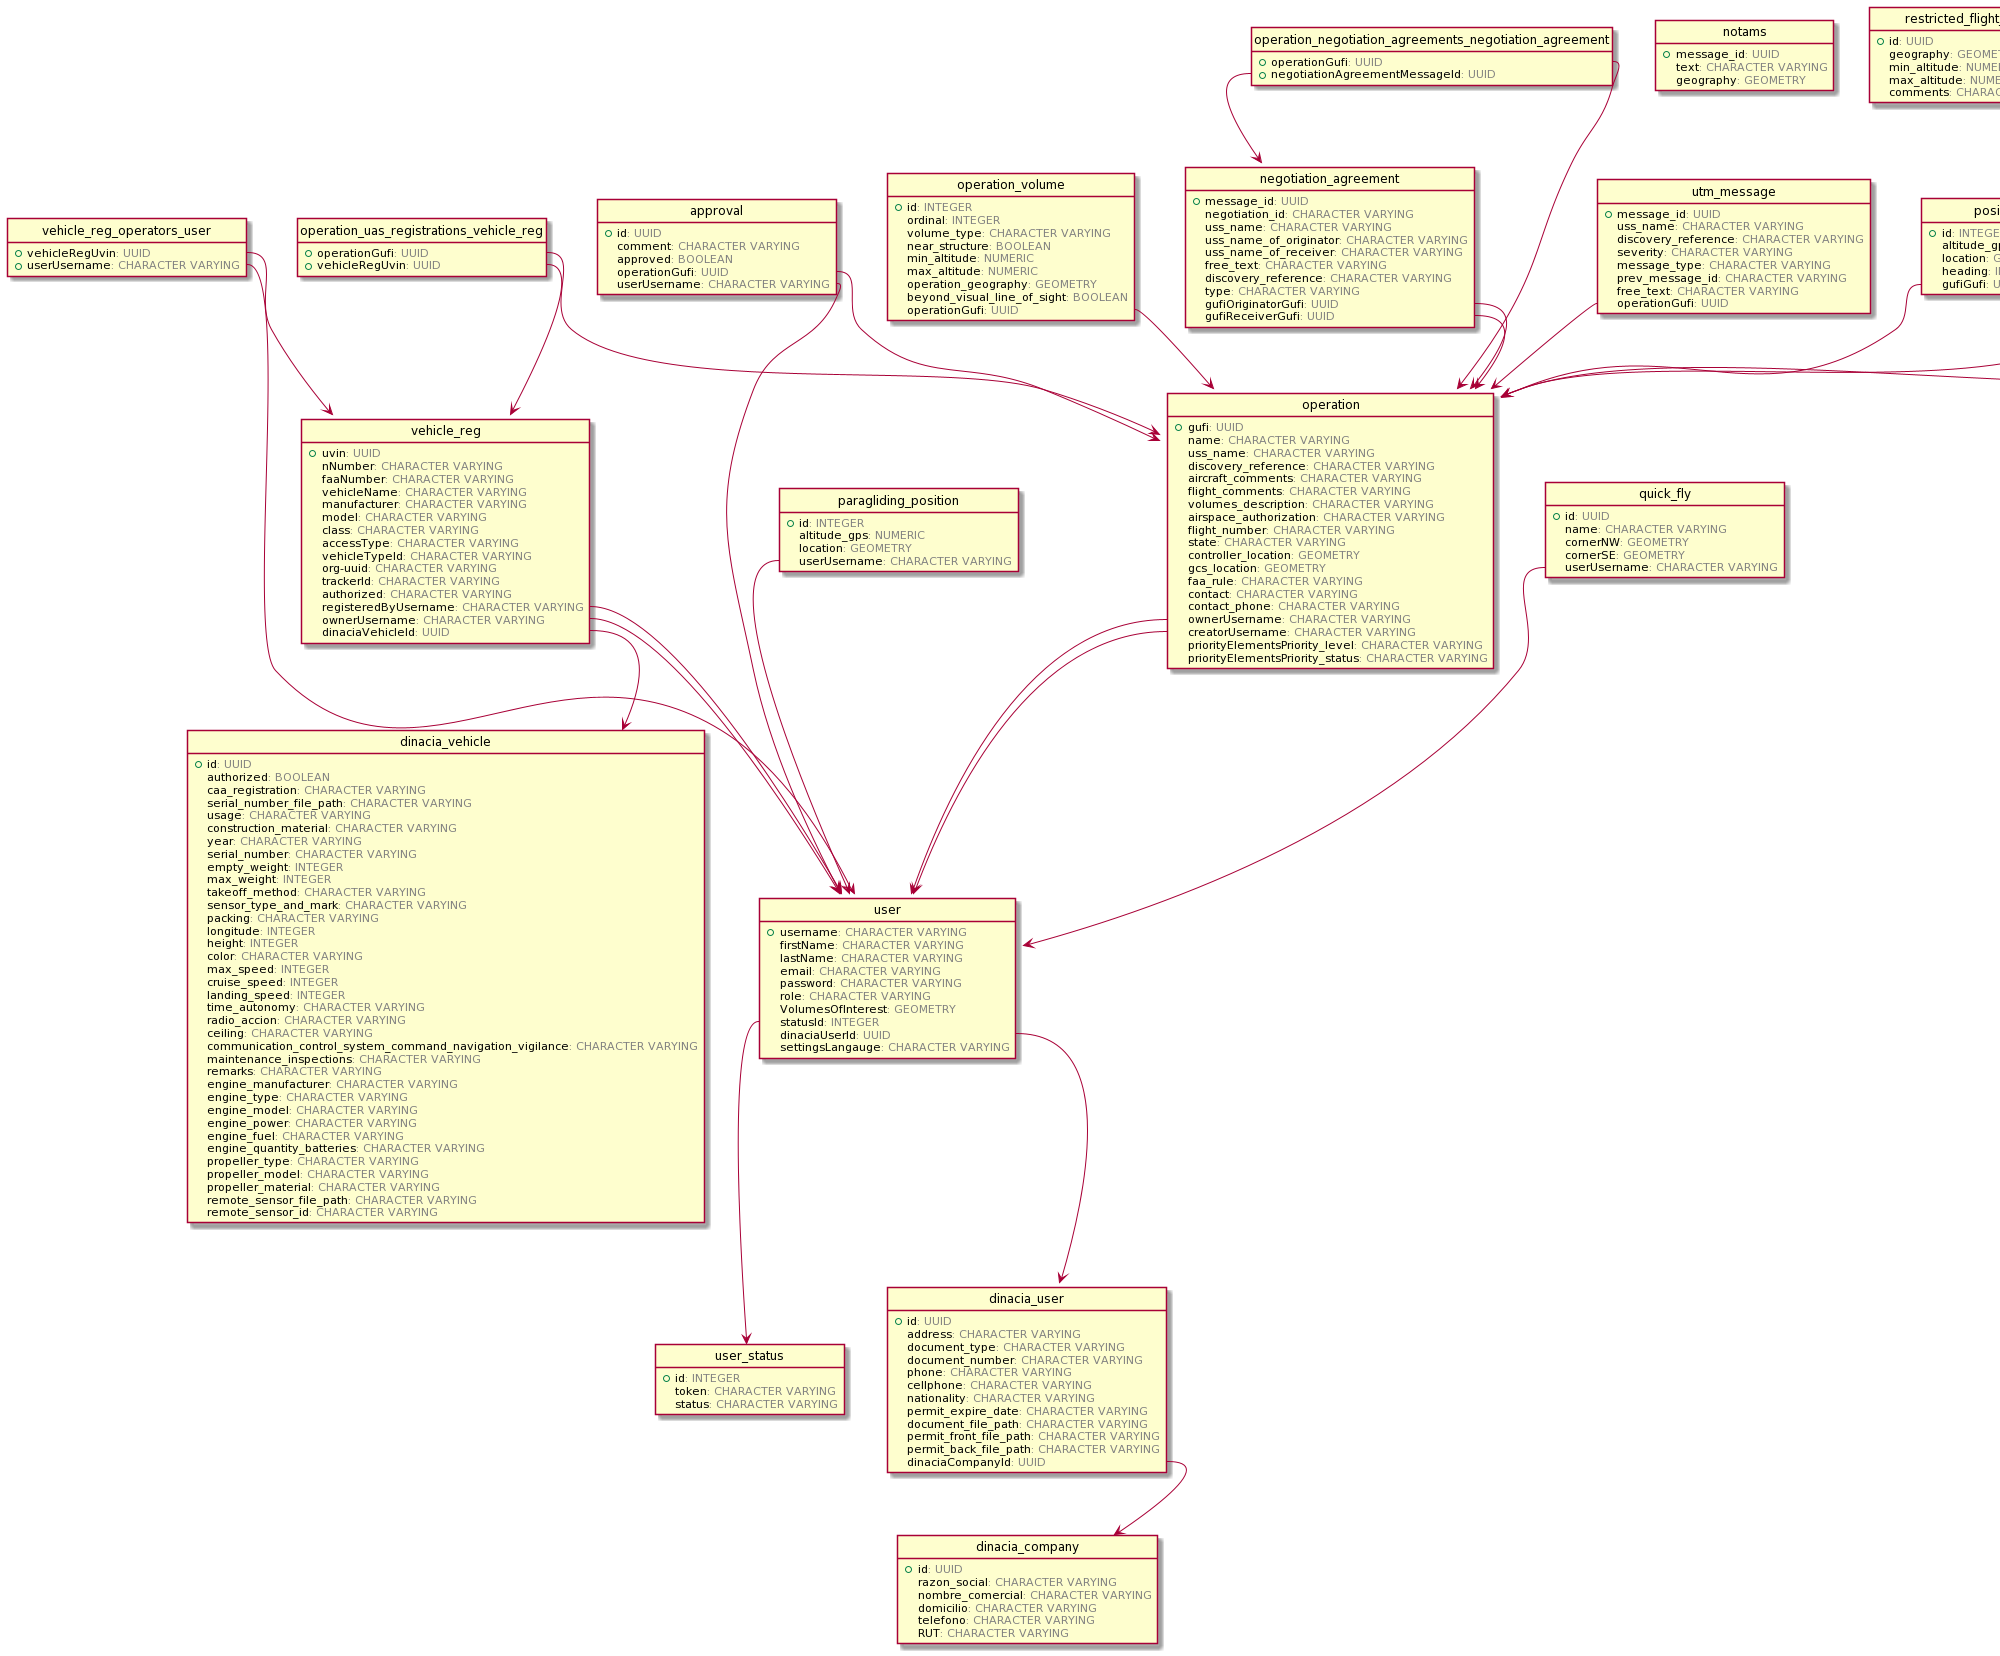 operation_negotiation_agreements_negotiation_agreement
operationGufi: UUID
negotiationAgreementMessageId: UUID
notams
message_id: UUID
text: CHARACTER VARYING
geography: GEOMETRY
restricted_flight_
id: UUID
geography: GEOME
min_altitude: NUME
max_altitude: NUME
comments: CHARAC
vehicle_reg_operators_user
vehicleRegUvin: UUID
userUsername: CHARACTER VARYING
operation_uas_registrations_vehicle_reg
operationGufi: UUID
vehicleRegUvin: UUID
approval
id: UUID
comment: CHARACTER VARYING
approved: BOOLEAN
operationGufi: UUID
userUsername: CHARACTER VARYING
operation_volume
id: INTEGER
ordinal: INTEGER
volume_type: CHARACTER VARYING
near_structure: BOOLEAN
min_altitude: NUMERIC
max_altitude: NUMERIC
operation_geography: GEOMETRY
beyond_visual_line_of_sight: BOOLEAN
operationGufi: UUID
negotiation_agreement
message_id: UUID
negotiation_id: CHARACTER VARYING
uss_name: CHARACTER VARYING
uss_name_of_originator: CHARACTER VARYING
uss_name_of_receiver: CHARACTER VARYING
free_text: CHARACTER VARYING
discovery_reference: CHARACTER VARYING
type: CHARACTER VARYING
gufiOriginatorGufi: UUID
gufiReceiverGufi: UUID
utm_message
message_id: UUID
uss_name: CHARACTER VARYING
discovery_reference: CHARACTER VARYING
severity: CHARACTER VARYING
message_type: CHARACTER VARYING
prev_message_id: CHARACTER VARYING
free_text: CHARACTER VARYING
operationGufi: UUID
posi
id: INTEGE
altitude_g
location: G
heading: I
gufiGufi: U
vehicle_reg
uvin: UUID
nNumber: CHARACTER VARYING
faaNumber: CHARACTER VARYING
vehicleName: CHARACTER VARYING
manufacturer: CHARACTER VARYING
model: CHARACTER VARYING
class: CHARACTER VARYING
accessType: CHARACTER VARYING
vehicleTypeId: CHARACTER VARYING
org-uuid: CHARACTER VARYING
trackerId: CHARACTER VARYING
authorized: CHARACTER VARYING
registeredByUsername: CHARACTER VARYING
ownerUsername: CHARACTER VARYING
dinaciaVehicleId: UUID
paragliding_position
id: INTEGER
altitude_gps: NUMERIC
location: GEOMETRY
userUsername: CHARACTER VARYING
operation
gufi: UUID
name: CHARACTER VARYING
uss_name: CHARACTER VARYING
discovery_reference: CHARACTER VARYING
aircraft_comments: CHARACTER VARYING
flight_comments: CHARACTER VARYING
volumes_description: CHARACTER VARYING
airspace_authorization: CHARACTER VARYING
flight_number: CHARACTER VARYING
state: CHARACTER VARYING
controller_location: GEOMETRY
gcs_location: GEOMETRY
faa_rule: CHARACTER VARYING
contact: CHARACTER VARYING
contact_phone: CHARACTER VARYING
ownerUsername: CHARACTER VARYING
creatorUsername: CHARACTER VARYING
priorityElementsPriority_level: CHARACTER VARYING
priorityElementsPriority_status: CHARACTER VARYING
quick_fly
id: UUID
name: CHARACTER VARYING
cornerNW: GEOMETRY
cornerSE: GEOMETRY
userUsername: CHARACTER VARYING
dinacia_vehicle
id: UUID
authorized: BOOLEAN
caa_registration: CHARACTER VARYING
serial_number_file_path: CHARACTER VARYING
usage: CHARACTER VARYING
construction_material: CHARACTER VARYING
year: CHARACTER VARYING
serial_number: CHARACTER VARYING
empty_weight: INTEGER
max_weight: INTEGER
takeoff_method: CHARACTER VARYING
sensor_type_and_mark: CHARACTER VARYING
packing: CHARACTER VARYING
longitude: INTEGER
height: INTEGER
color: CHARACTER VARYING
max_speed: INTEGER
cruise_speed: INTEGER
landing_speed: INTEGER
time_autonomy: CHARACTER VARYING
radio_accion: CHARACTER VARYING
ceiling: CHARACTER VARYING
communication_control_system_command_navigation_vigilance: CHARACTER VARYING
maintenance_inspections: CHARACTER VARYING
remarks: CHARACTER VARYING
engine_manufacturer: CHARACTER VARYING
engine_type: CHARACTER VARYING
engine_model: CHARACTER VARYING
engine_power: CHARACTER VARYING
engine_fuel: CHARACTER VARYING
engine_quantity_batteries: CHARACTER VARYING
propeller_type: CHARACTER VARYING
propeller_model: CHARACTER VARYING
propeller_material: CHARACTER VARYING
remote_sensor_file_path: CHARACTER VARYING
remote_sensor_id: CHARACTER VARYING
user
username: CHARACTER VARYING
firstName: CHARACTER VARYING
lastName: CHARACTER VARYING
email: CHARACTER VARYING
password: CHARACTER VARYING
role: CHARACTER VARYING
VolumesOfInterest: GEOMETRY
statusId: INTEGER
dinaciaUserId: UUID
settingsLangauge: CHARACTER VARYING
user_status
id: INTEGER
token: CHARACTER VARYING
status: CHARACTER VARYING
dinacia_user
id: UUID
address: CHARACTER VARYING
document_type: CHARACTER VARYING
document_number: CHARACTER VARYING
phone: CHARACTER VARYING
cellphone: CHARACTER VARYING
nationality: CHARACTER VARYING
permit_expire_date: CHARACTER VARYING
document_file_path: CHARACTER VARYING
permit_front_file_path: CHARACTER VARYING
permit_back_file_path: CHARACTER VARYING
dinaciaCompanyId: UUID
dinacia_company
id: UUID
razon_social: CHARACTER VARYING
nombre_comercial: CHARACTER VARYING
domicilio: CHARACTER VARYING
telefono: CHARACTER VARYING
RUT: CHARACTER VARYING